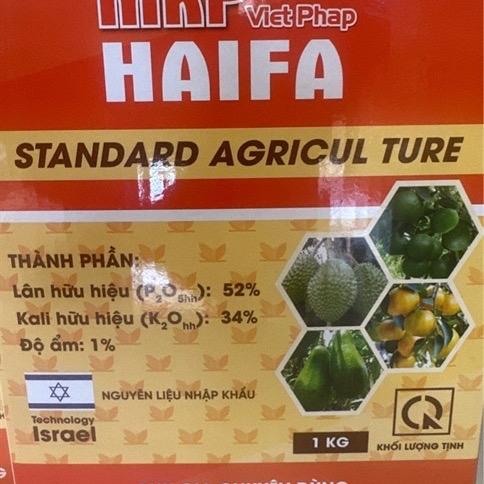 Viet Phap
HAIFA
STANDARD AGRICUL TURE
THÀNH PHẦN:
Lân hữu hiệu (P2O5hh): 52%
Kali hữu hiệu (K2Ohh): 34%
Độ ẩm: 1%
NGUYÊN LIỆU NHẬP KHẨU
Technology
Israel
1 KG
KHỐI LƯỢNG TỊNH